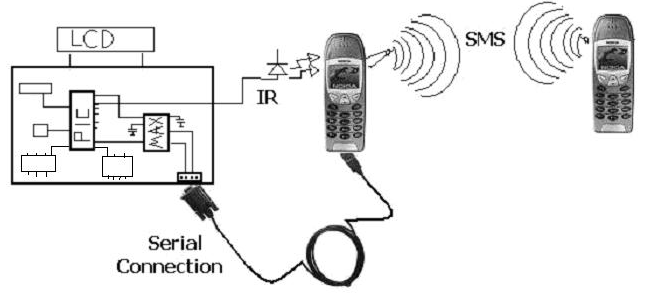 LCD
SMS
IR
PIC
MAX
Serial
Connection